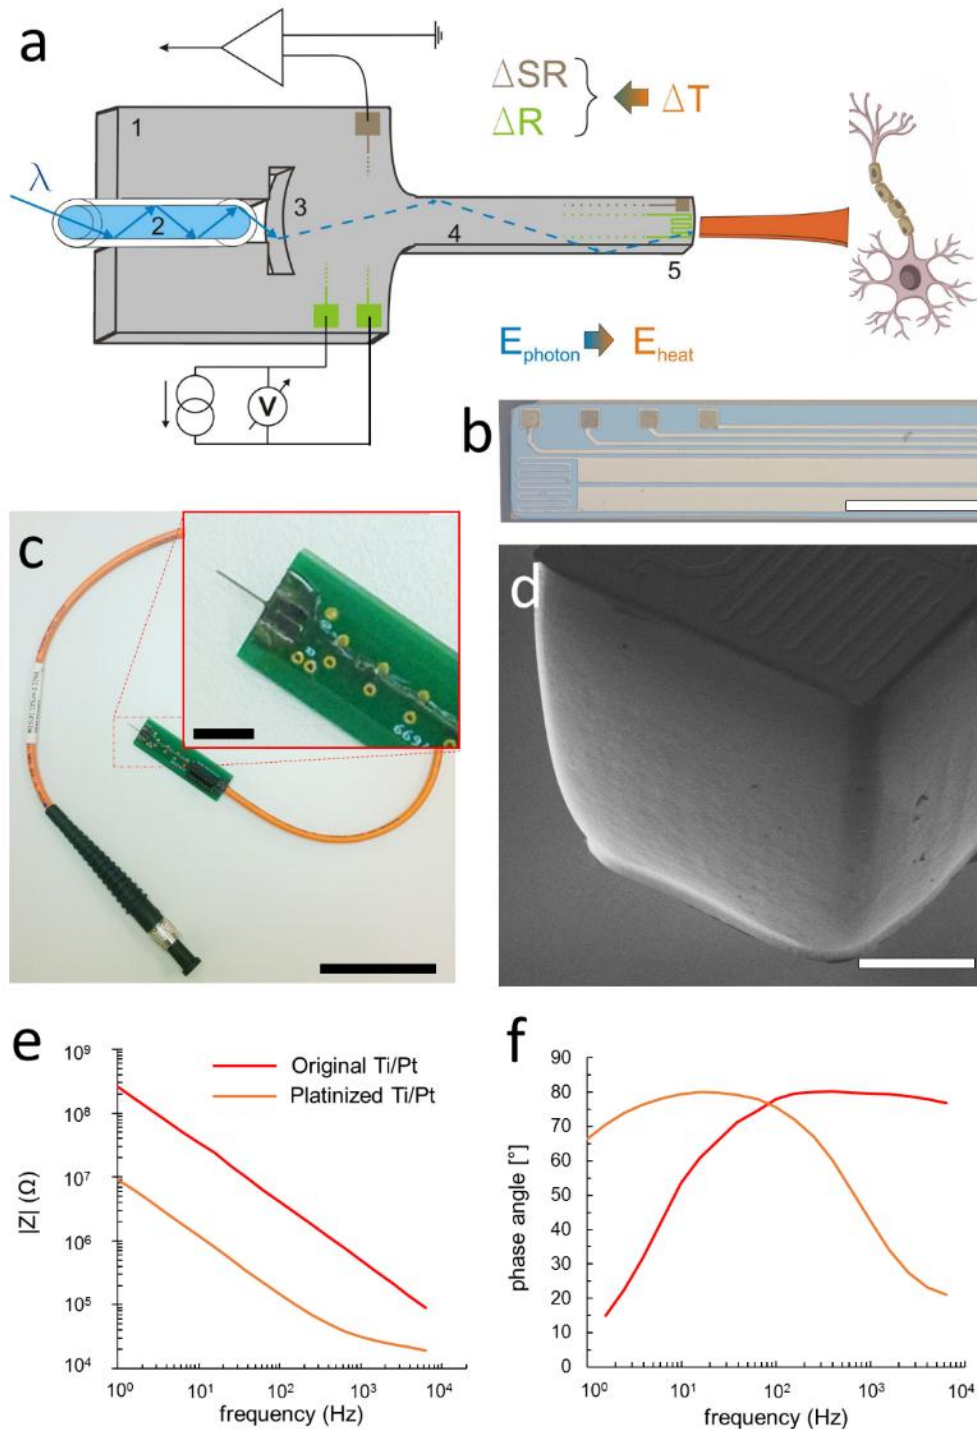 a
ΔSR
ΔR
ΔT
1
λ
2
3
4
5
V
E_photon
E_heat
b
c
d
e
Original Ti/Pt
Platinized Ti/Pt
10⁹
10⁸
10⁷
10⁶
10⁵
10⁴
|Z| (Ω)
10⁰ 10¹ 10² 10³ 10⁴
frequency (Hz)
f
90
80
70
60
50
40
30
20
10
0
phase angle [°]
10⁰ 10¹ 10² 10³ 10⁴
frequency (Hz)